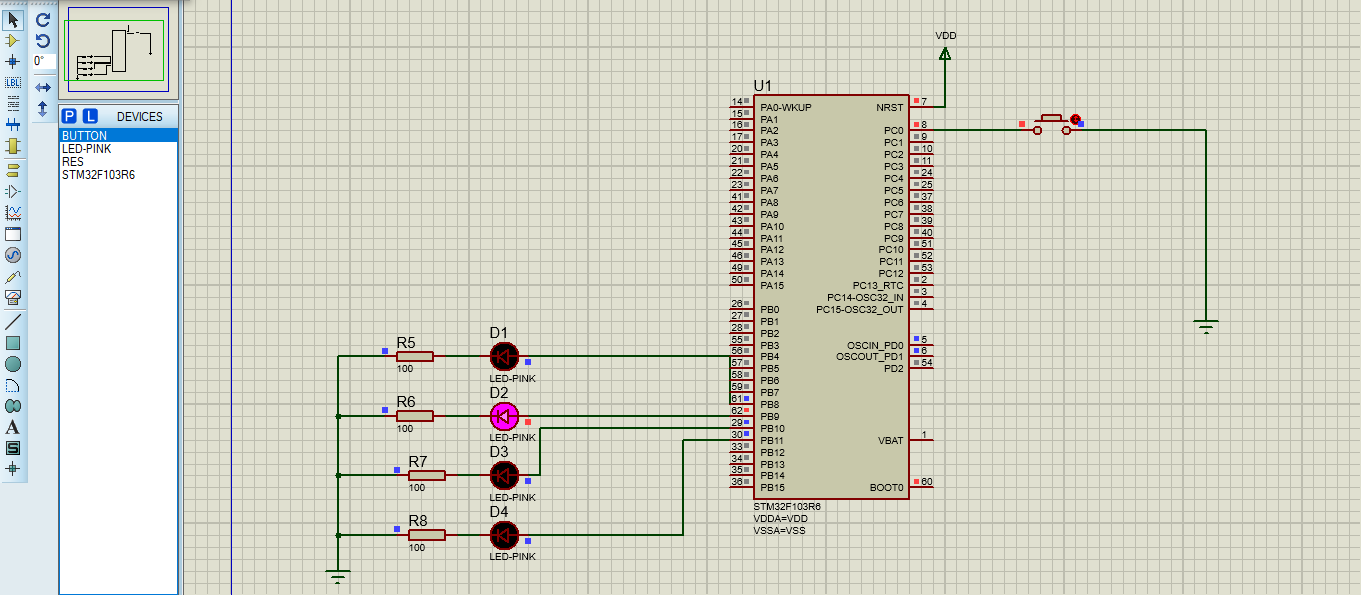 0°
LBL
P L DEVICES
BUTTON
LED-PINK
RES
STM32F103R6
A
S
VDD
U1
14 PA0-WKUP NRST 7
15 PA1
16 PA2 PC0 8
17 PA3 PC1 9
20 PA4 PC2 10
21 PA5 PC3 11
22 PA6 PC4 24
23 PA7 PC5 25
41 PA8 PC6 37
42 PA9 PC7 38
43 PA10 PC8 39
44 PA11 PC9 40
45 PA12 PC10 51
46 PA13 PC11 52
49 PA14 PC12 53
50 PA15 PC13_RTC 2
PC14-OSC32_IN 3
26 PB0 PC15-OSC32_OUT 4
27 PB1
28 PB2
55 PB3 OSCIN_PD0 5
56 PB4 OSCOUT_PD1 6
57 PB5 PD2 54
58 PB6
59 PB7
61 PB8
62 PB9
29 PB10
30 PB11 VBAT 1
33 PB12
34 PB13
35 PB14
36 PB15 BOOT0 60
STM32F103R6
VDDA=VDD
VSSA=VSS
R5 D1
100 LED-PINK
R6 D2
100 LED-PINK
R7 D3
100 LED-PINK
R8 D4
100 LED-PINK